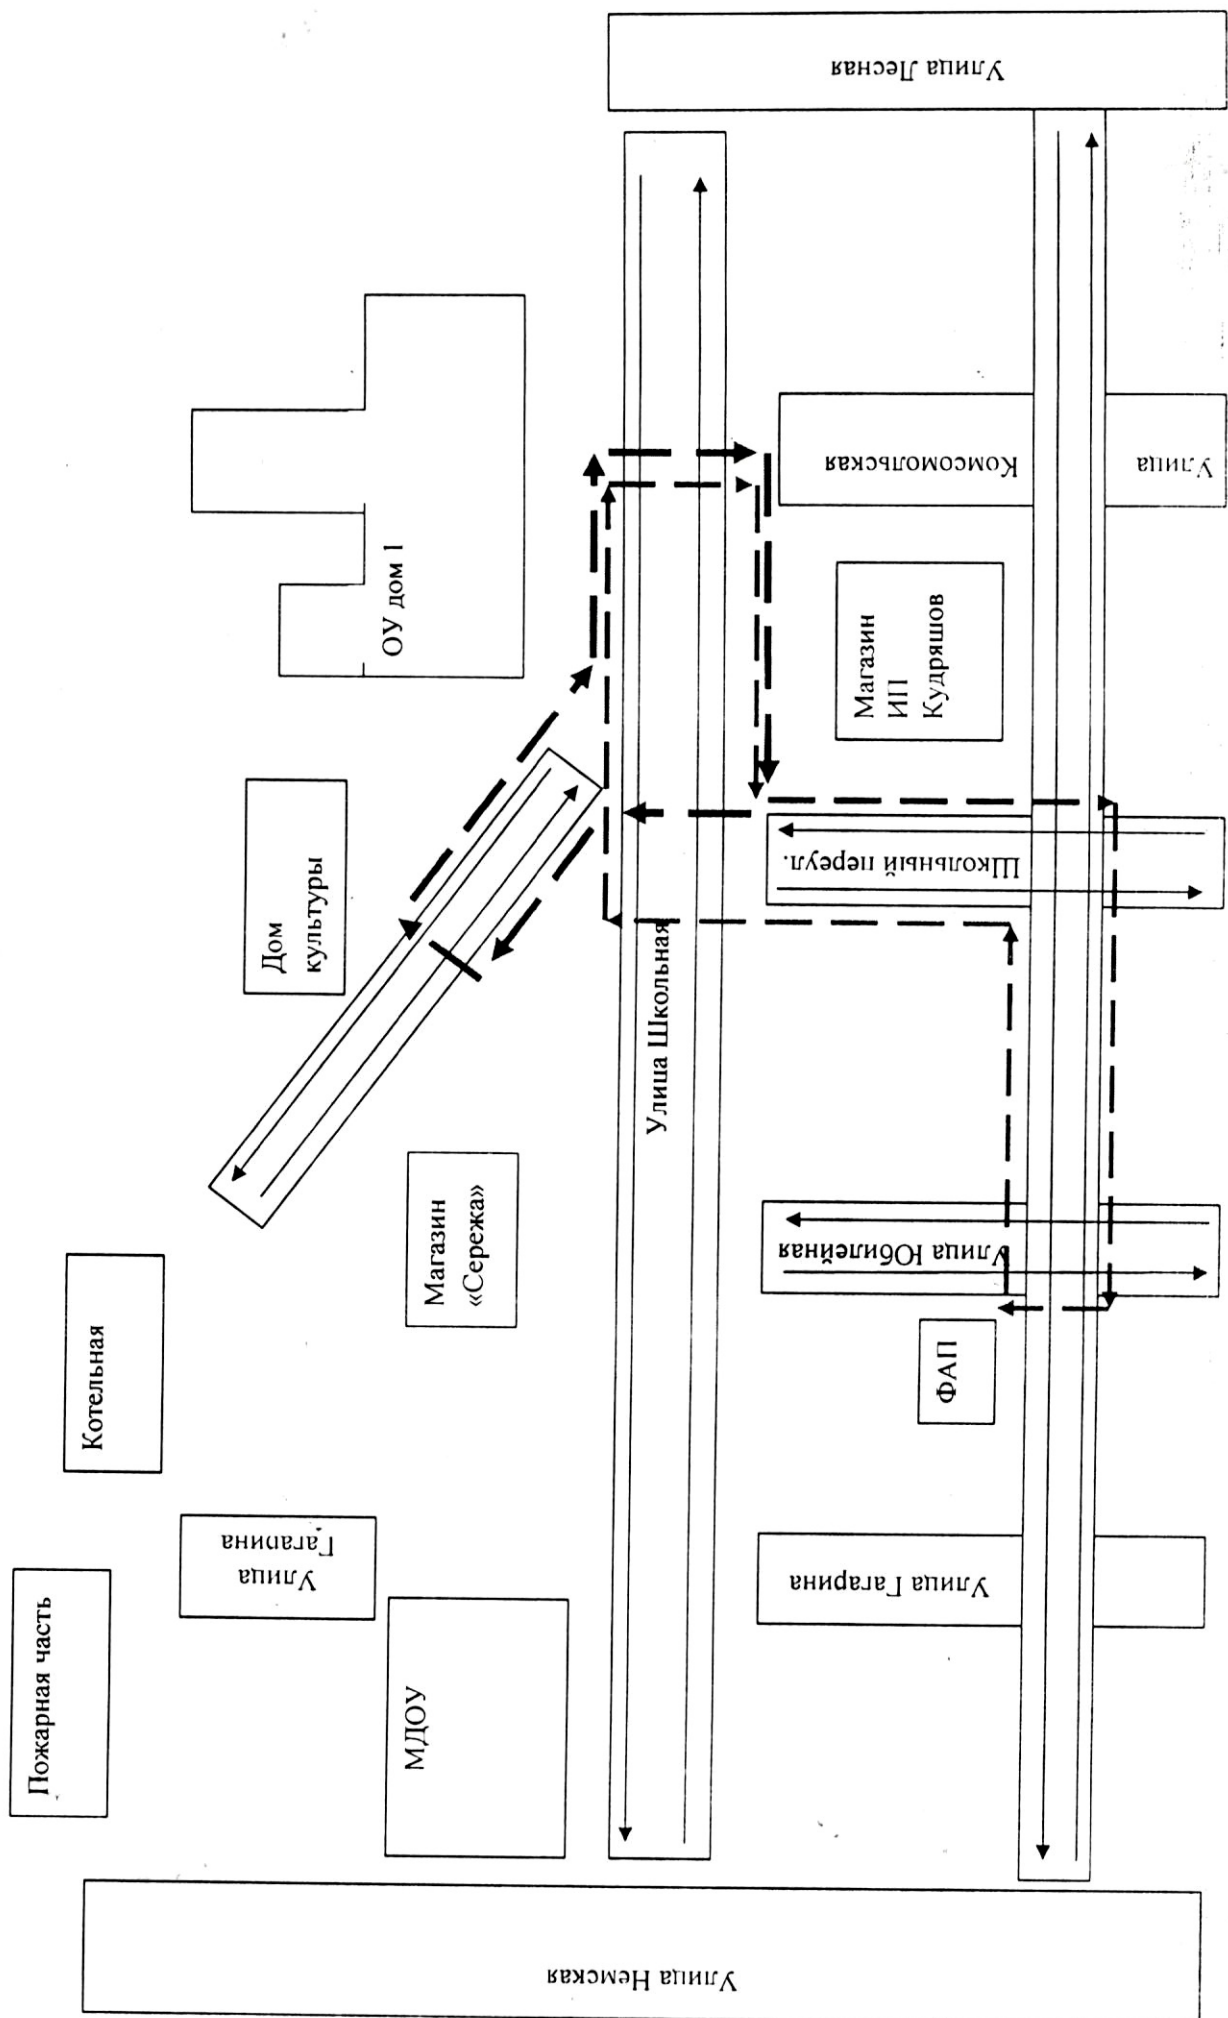 Пожарная часть
Котельная
Улица
Гагарина
МДОУ
Дом
культуры
Магазин
«Сережа»
ОУ дом 1
Улица Школьная
Улица Немская
Улица Гагарина
ФАП
Улица Юбилейная
Школьный переул.
Магазин
ИП
Кудряшов
Улица
Комсомольская
Улица Лесная